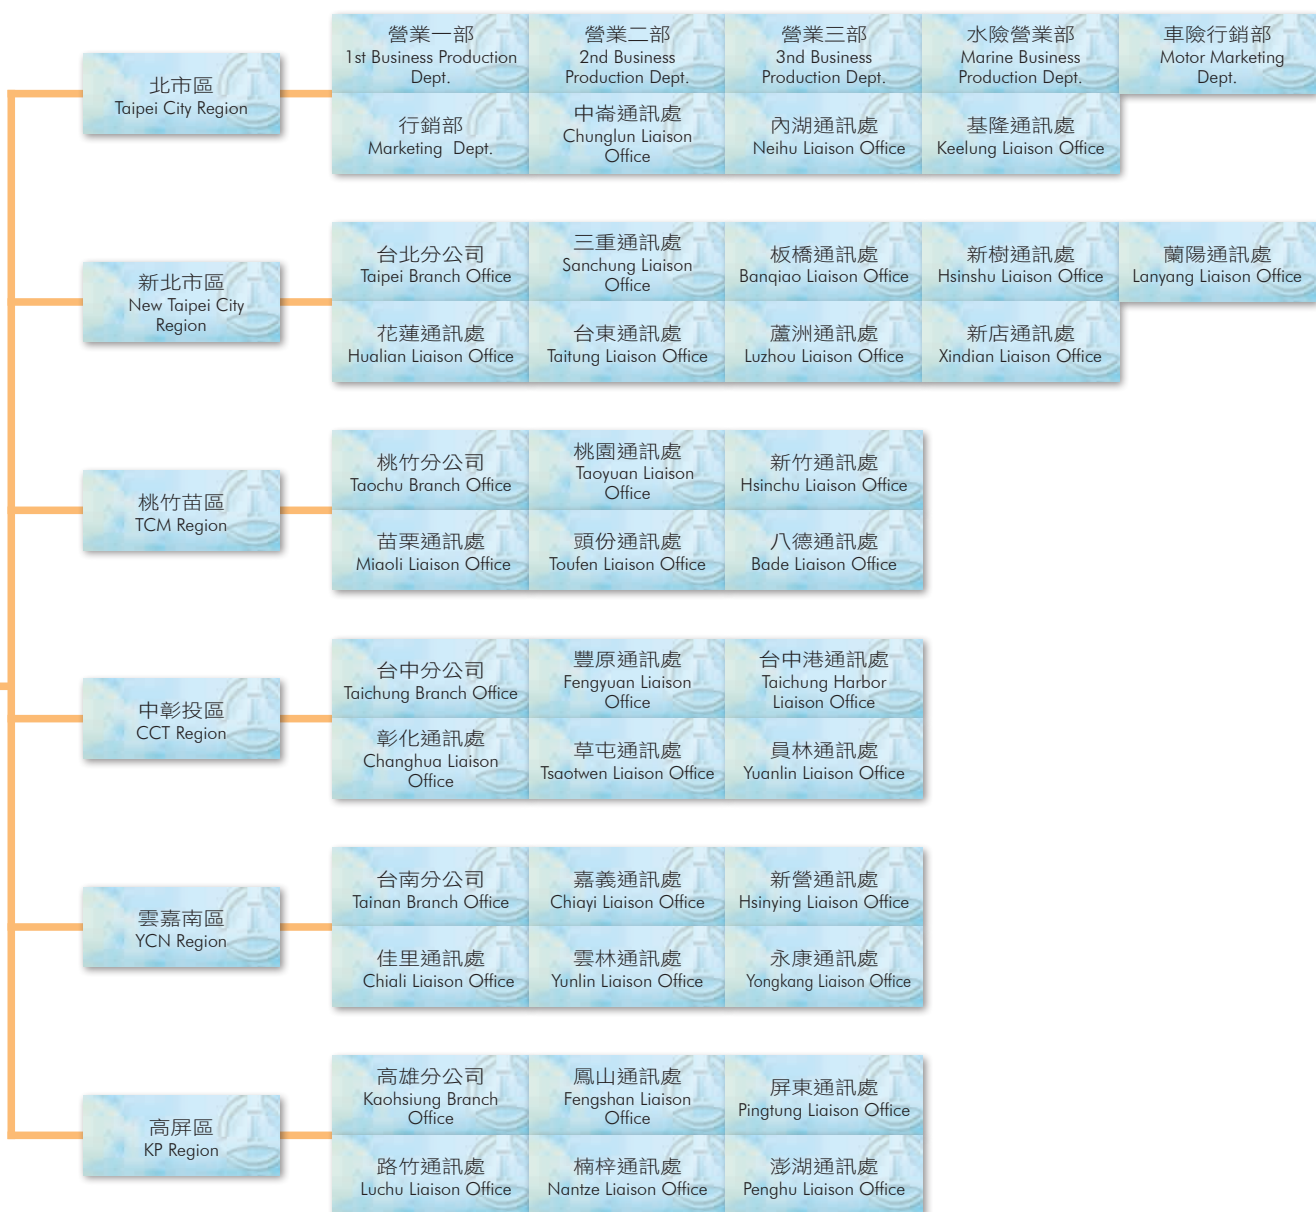 北市區
Taipei City Region
營業一部
1st Business Production
Dept.
營業二部
2nd Business
Production Dept.
營業三部
3nd Business
Production Dept.
水險營業部
Marine Business
Production Dept.
車險行銷部
Motor Marketing
Dept.
行銷部
Marketing Dept.
中崙通訊處
Chunglun Liaison
Office
內湖通訊處
Neihu Liaison Office
基隆通訊處
Keelung Liaison Office
新北市區
New Taipei City
Region
台北分公司
Taipei Branch Office
三重通訊處
Sanchung Liaison
Office
板橋通訊處
Banqiao Liaison Office
新樹通訊處
Hsinshu Liaison Office
蘭陽通訊處
Lanyang Liaison Office
花蓮通訊處
Hualian Liaison Office
台東通訊處
Taitung Liaison Office
蘆洲通訊處
Luzhou Liaison Office
新店通訊處
Xindian Liaison Office
桃竹苗區
TCM Region
桃竹分公司
Taochu Branch Office
桃園通訊處
Taoyuan Liaison
Office
新竹通訊處
Hsinchu Liaison Office
苗栗通訊處
Miaoli Liaison Office
頭份通訊處
Toufen Liaison Office
八德通訊處
Bade Liaison Office
中彰投區
CCT Region
台中分公司
Taichung Branch Office
豐原通訊處
Fengyuan Liaison
Office
台中港通訊處
Taichung Harbor
Liaison Office
彰化通訊處
Changhua Liaison
Office
草屯通訊處
Tsaotwen Liaison Office
員林通訊處
Yuanlin Liaison Office
雲嘉南區
YCN Region
台南分公司
Tainan Branch Office
嘉義通訊處
Chiayi Liaison Office
新營通訊處
Hsinying Liaison Office
佳里通訊處
Chiali Liaison Office
雲林通訊處
Yunlin Liaison Office
永康通訊處
Yongkang Liaison Office
高屏區
KP Region
高雄分公司
Kaohsiung Branch
Office
鳳山通訊處
Fengshan Liaison
Office
屏東通訊處
Pingtung Liaison Office
路竹通訊處
Luchu Liaison Office
楠梓通訊處
Nantze Liaison Office
澎湖通訊處
Penghu Liaison Office